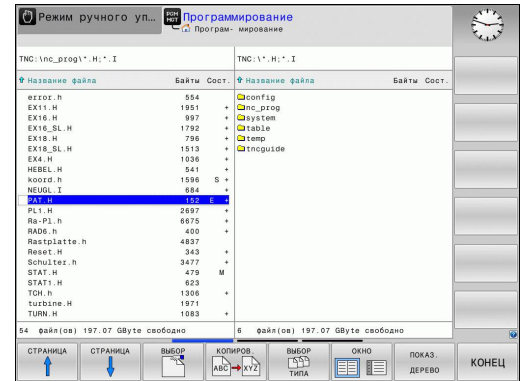 Режим ручного уп...
PGM
MGT
Программирование
Програм- мирование
TNC:\nc_prog\*.H;*.I
TNC:\*.H;*.I
Название файла Байты Сост.
Название файла Байты Сост.
error.h 554
EX11.H 1951 +
EX16.H 997 +
EX16_SL.H 1792 +
EX18.H 796 +
EX18_SL.H 1513 +
EX4.H 1036 +
HEBEL.H 541 +
koord.h 1596 S +
NEUGL.I 684 +
PAT.H 152 E +
PL1.H 2697 +
Ra-Pl.h 6675 +
RAD6.h 400 +
Rastplatte.h 4837
Reset.H 343 +
Schulter.h 3477 +
STAT.H 479 M
STAT1.H 623
TCH.h 1306 +
turbine.H 1971
TURN.H 1083 +
config
nc_prog
system
table
temp
tncguide
54 файл(ов) 197.07 GByte свободно
6 файл(ов) 197.07 GByte свободно
СТРАНИЦА
СТРАНИЦА
ВЫБОР
КОПИРОВ.
ABC XYZ
ВЫБОР
ТИПА
ОКНО
ПОКАЗ.
ДЕРЕВО
КОНЕЦ